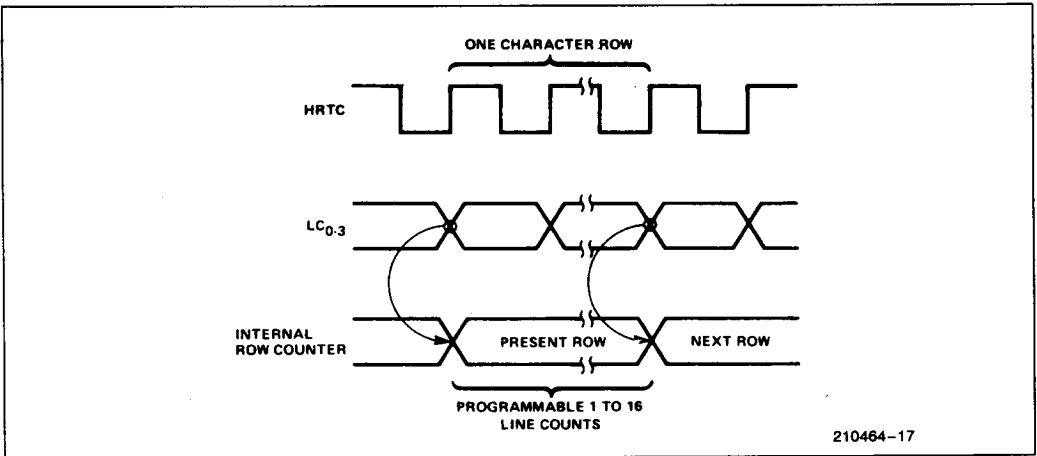 ONE CHARACTER ROW
HRTC
LC0-3
INTERNAL
ROW COUNTER
PRESENT ROW
NEXT ROW
PROGRAMMABLE 1 TO 16
LINE COUNTS
210464-17